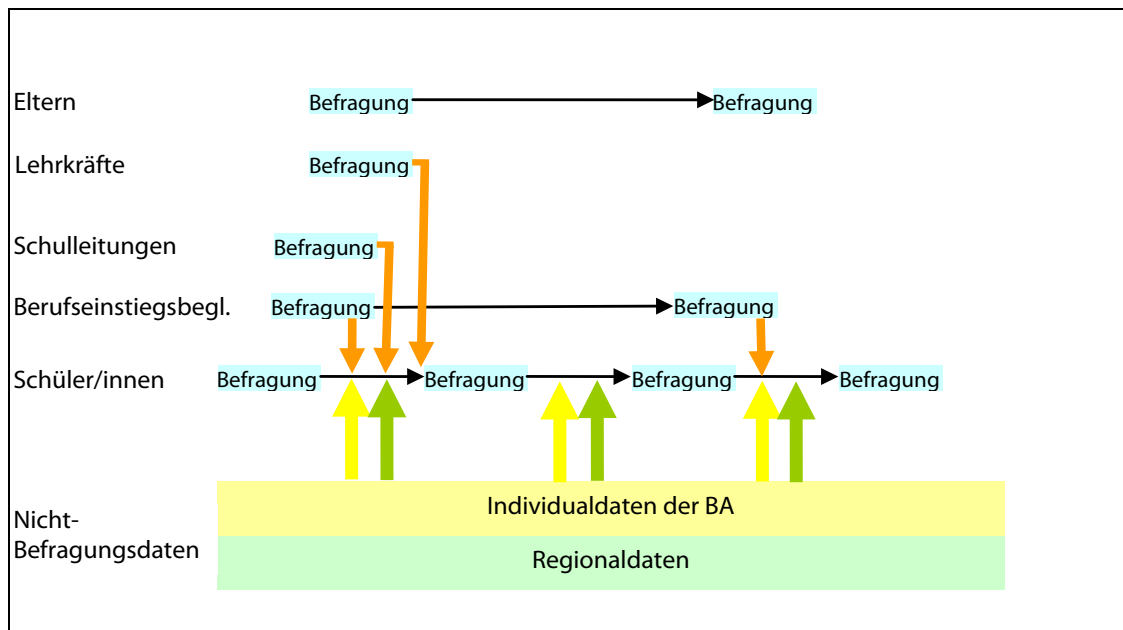 Eltern Befragung Befragung
Lehrkräfte Befragung
Schulleitungen Befragung
Berufseinstiegsbegl. Befragung Befragung
Schüler/innen Befragung Befragung Befragung Befragung
Individualdaten der BA
Nicht-
Befragungsdaten
Regionaldaten